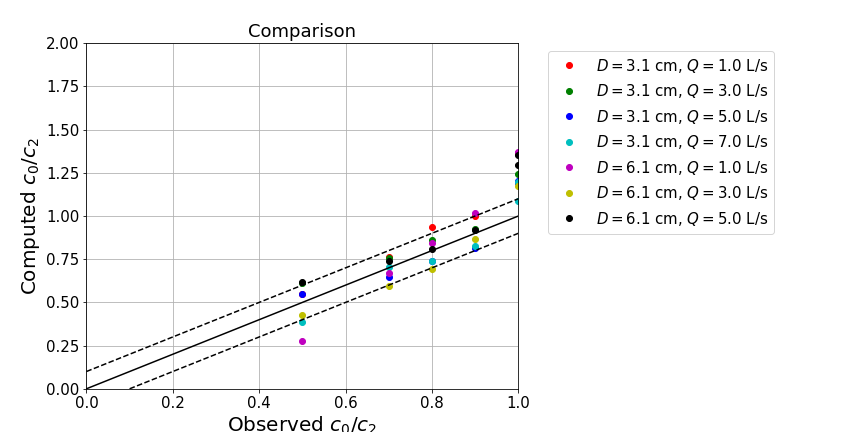 Comparison
2.00
1.75
1.50
1.25
1.00
0.75
0.50
0.25
0.00
Computed c₀/c₂
0.0 0.2 0.4 0.6 0.8 1.0
Observed c₀/c₂
D = 3.1 cm, Q = 1.0 L/s
D = 3.1 cm, Q = 3.0 L/s
D = 3.1 cm, Q = 5.0 L/s
D = 3.1 cm, Q = 7.0 L/s
D = 6.1 cm, Q = 1.0 L/s
D = 6.1 cm, Q = 3.0 L/s
D = 6.1 cm, Q = 5.0 L/s